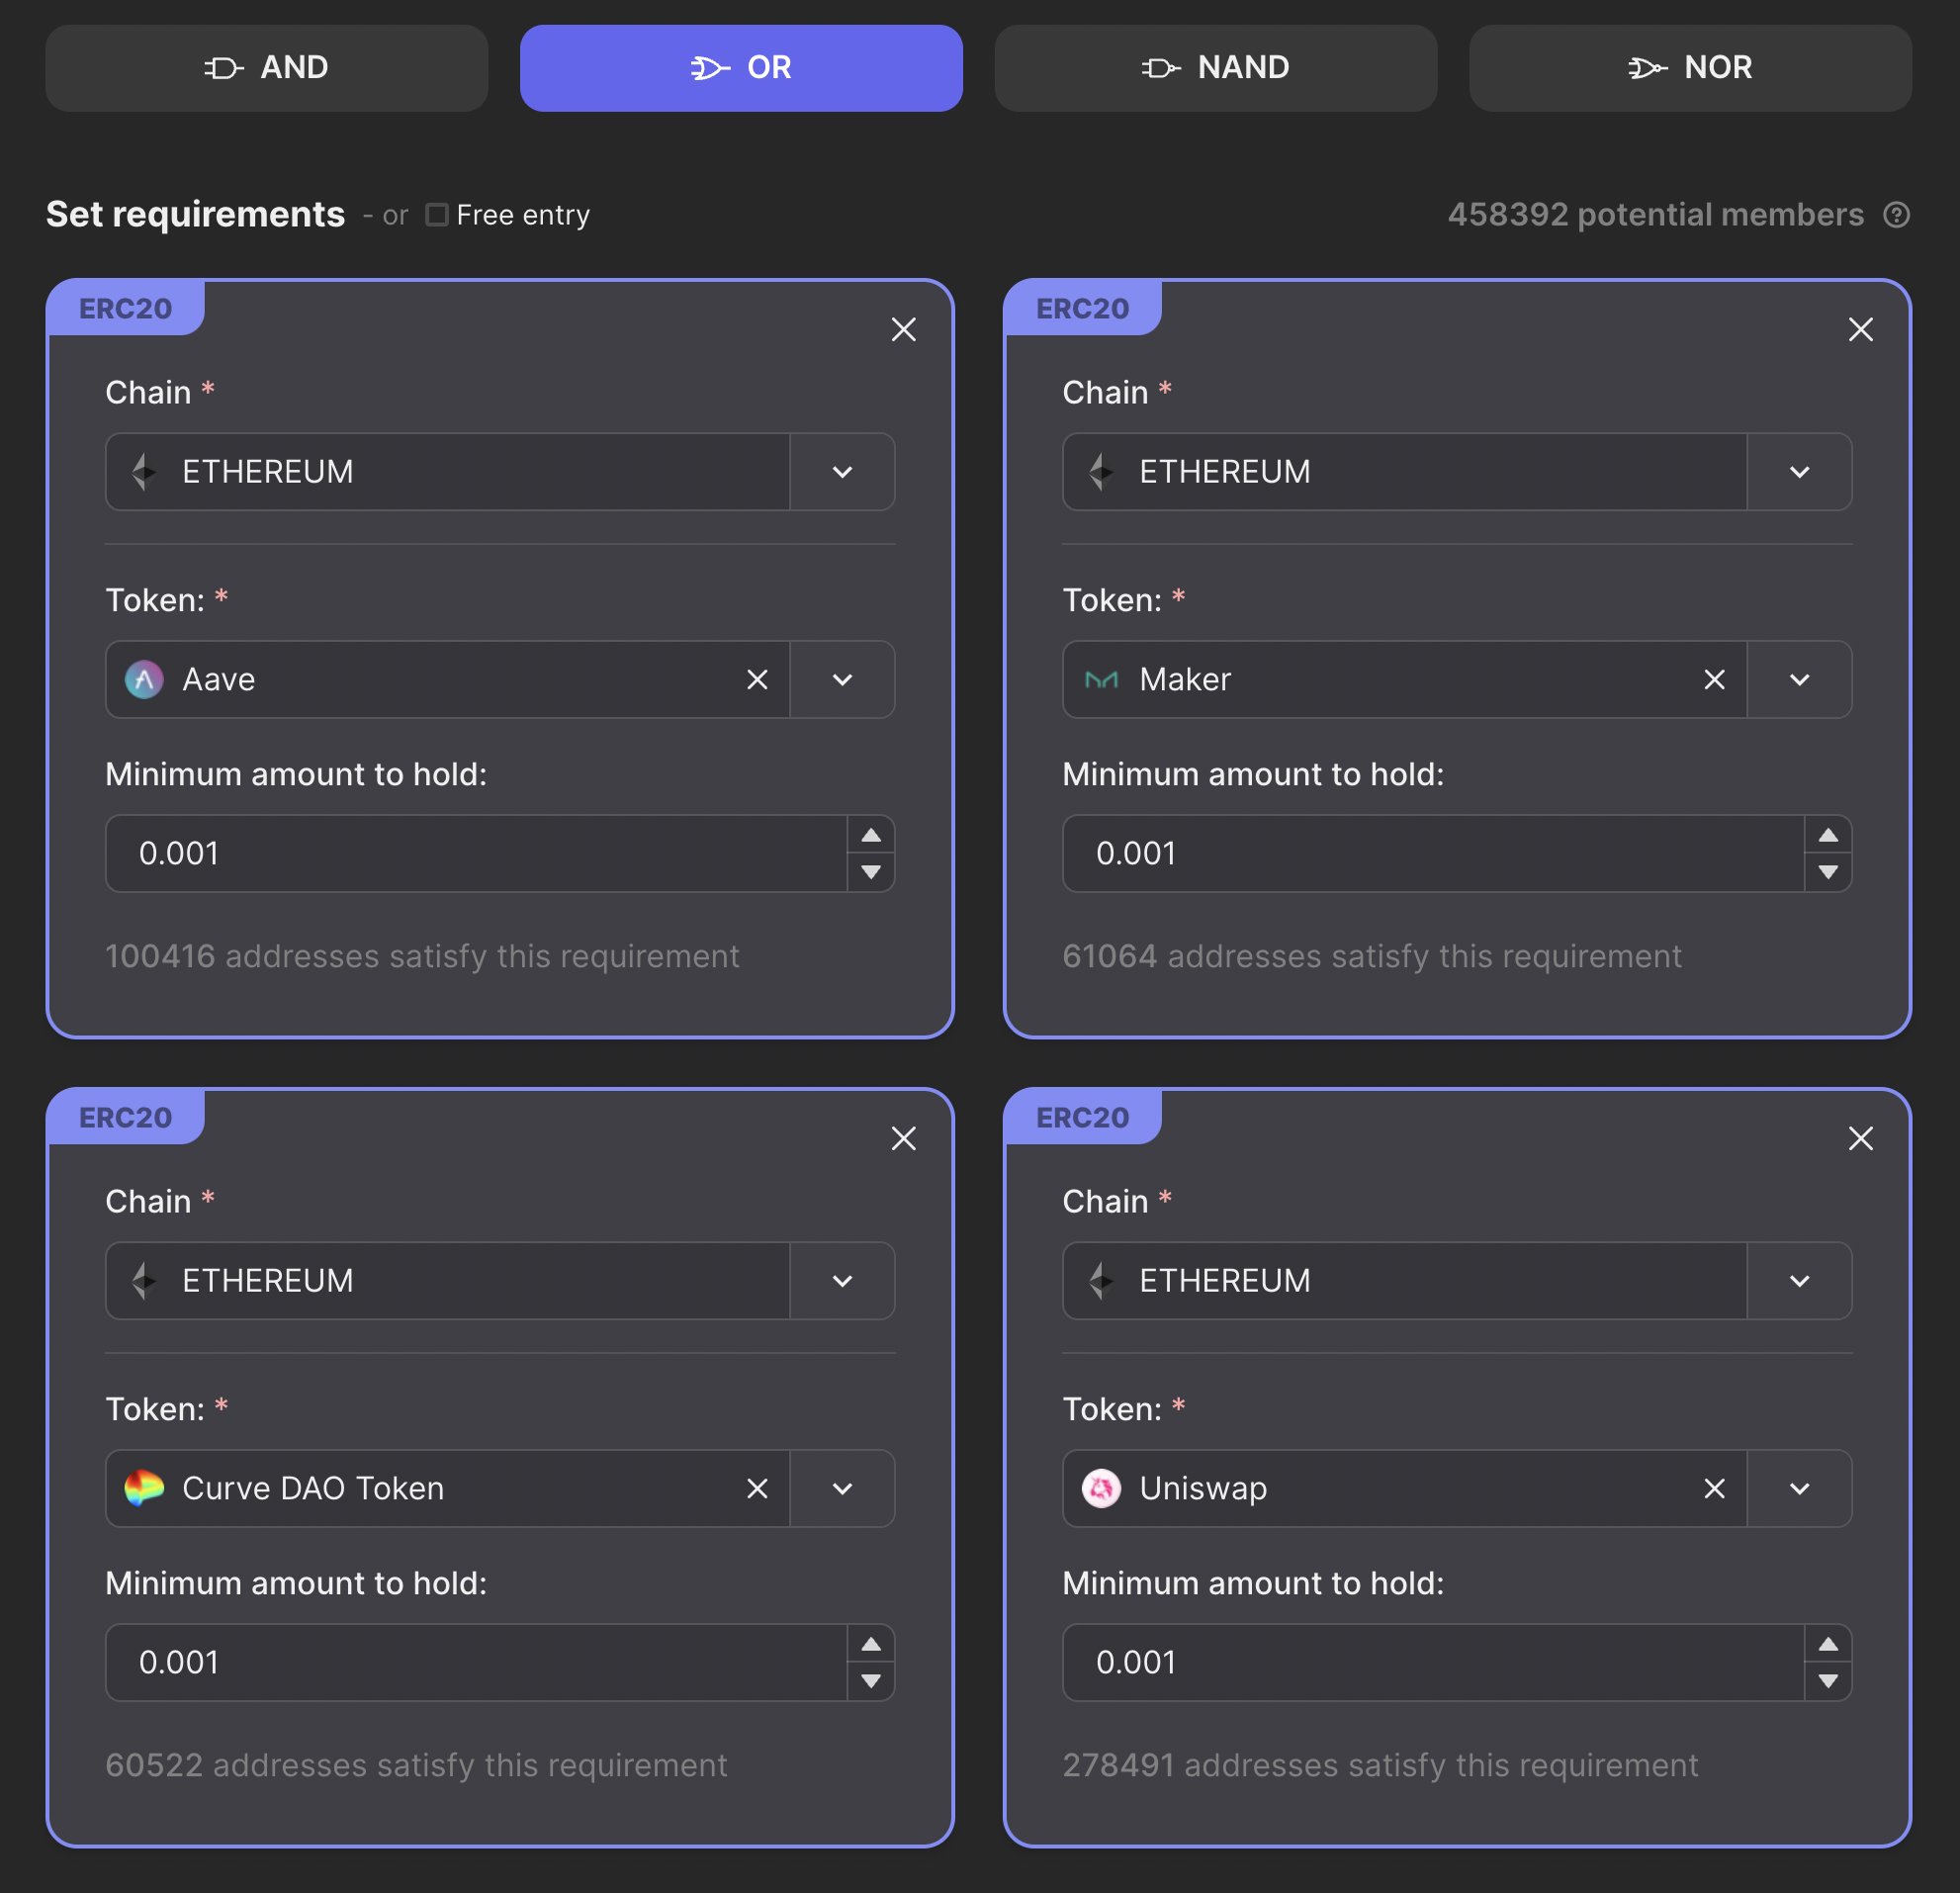 AND OR NAND NOR
Set requirements - or Free entry 458392 potential members
ERC20
Chain *
ETHEREUM
Token: *
Aave
Minimum amount to hold:
0.001
100416 addresses satisfy this requirement
ERC20
Chain *
ETHEREUM
Token: *
Maker
Minimum amount to hold:
0.001
61064 addresses satisfy this requirement
ERC20
Chain *
ETHEREUM
Token: *
Curve DAO Token
Minimum amount to hold:
0.001
60522 addresses satisfy this requirement
ERC20
Chain *
ETHEREUM
Token: *
Uniswap
Minimum amount to hold:
0.001
278491 addresses satisfy this requirement